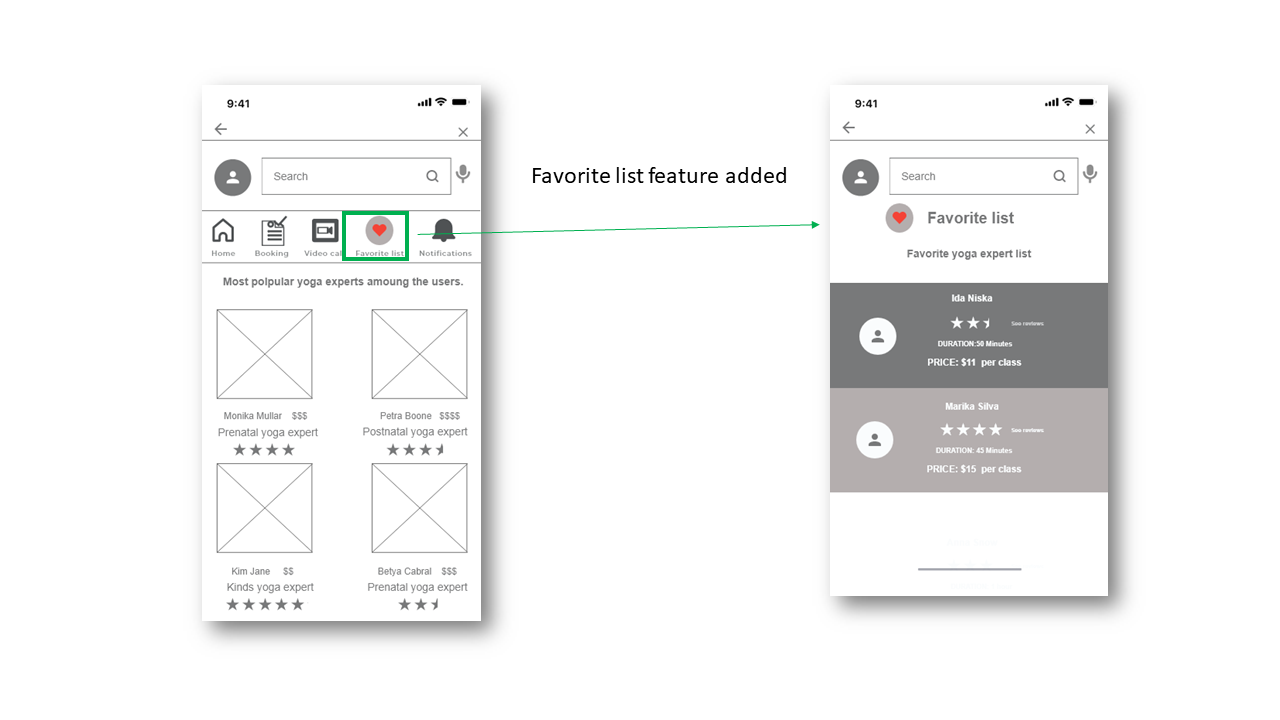 9:41
Search
Home Booking Video cal Favorite list Notifications
Most polpular yoga experts amoung the users.
Monika Mullar $$$
Prenatal yoga expert
Petra Boone $$$$
Postnatal yoga expert
Kim Jane $$
Kinds yoga expert
Betya Cabral $$$
Prenatal yoga expert
Favorite list feature added
9:41
Search
Favorite list
Favorite yoga expert list
Ida Niska
See reviews
DURATION:50 Minutes
PRICE: $11 per class
Marika Silva
See reviews
DURATION: 45 Minutes
PRICE: $15 per class